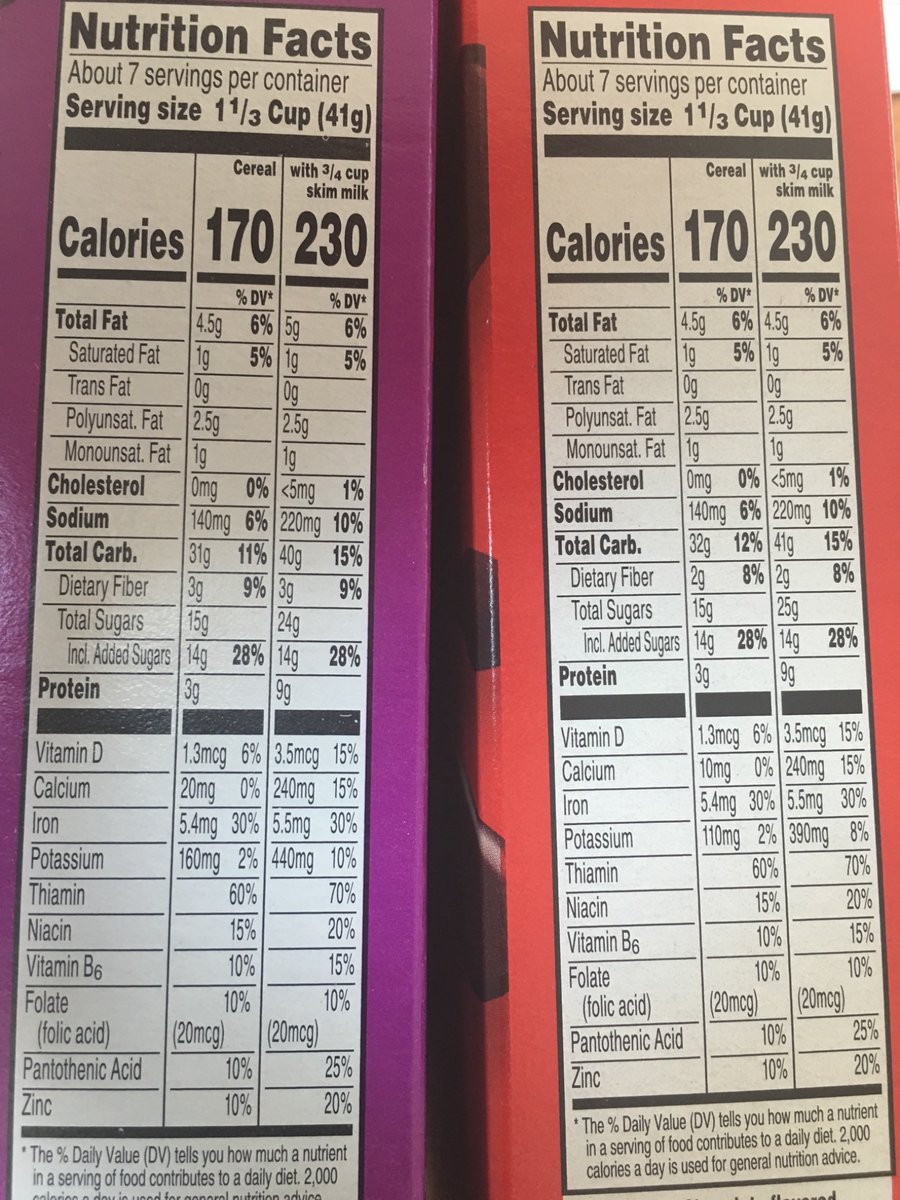 Nutrition Facts
About 7 servings per container
Serving size 1 1/3 Cup (41g)
Cereal with 3/4 cup
skim milk
Calories 170 230
% DV* % DV*
Total Fat 4.5g 6% 5g 6%
Saturated Fat 1g 5% 1g 5%
Trans Fat 0g 0g
Polyunsat. Fat 2.5g 2.5g
Monounsat. Fat 1g 1g
Cholesterol 0mg 0% <5mg 1%
Sodium 140mg 6% 220mg 10%
Total Carb. 31g 11% 40g 15%
Dietary Fiber 3g 9% 3g 9%
Total Sugars 15g 24g
Incl. Added Sugars 14g 28% 14g 28%
Protein 3g 9g
Vitamin D 1.3mcg 6% 3.5mcg 15%
Calcium 20mg 0% 240mg 15%
Iron 5.4mg 30% 5.5mg 30%
Potassium 160mg 2% 440mg 10%
Thiamin 60% 70%
Niacin 15% 20%
Vitamin B6 10% 15%
Folate 10% 10%
(folic acid) (20mcg) (20mcg)
Pantothenic Acid 10% 25%
Zinc 10% 20%
* The % Daily Value (DV) tells you how much a nutrient
in a serving of food contributes to a daily diet. 2,000
calories a day is used for general nutrition advice.
Nutrition Facts
About 7 servings per container
Serving size 1 1/3 Cup (41g)
Cereal with 3/4 cup
skim milk
Calories 170 230
% DV* % DV*
Total Fat 4.5g 6% 4.5g 6%
Saturated Fat 1g 5% 1g 5%
Trans Fat 0g 0g
Polyunsat. Fat 2.5g 2.5g
Monounsat. Fat 1g 1g
Cholesterol 0mg 0% <5mg 1%
Sodium 140mg 6% 220mg 10%
Total Carb. 32g 12% 41g 15%
Dietary Fiber 2g 8% 2g 8%
Total Sugars 15g 25g
Incl. Added Sugars 14g 28% 14g 28%
Protein 3g 9g
Vitamin D 1.3mcg 6% 3.5mcg 15%
Calcium 10mg 0% 240mg 15%
Iron 5.4mg 30% 5.5mg 30%
Potassium 110mg 2% 390mg 8%
Thiamin 60% 70%
Niacin 15% 20%
Vitamin B6 10% 15%
Folate 10% 10%
(folic acid) (20mcg) (20mcg)
Pantothenic Acid 10% 25%
Zinc 10% 20%
* The % Daily Value (DV) tells you how much a nutrient
in a serving of food contributes to a daily diet. 2,000
calories a day is used for general nutrition advice.